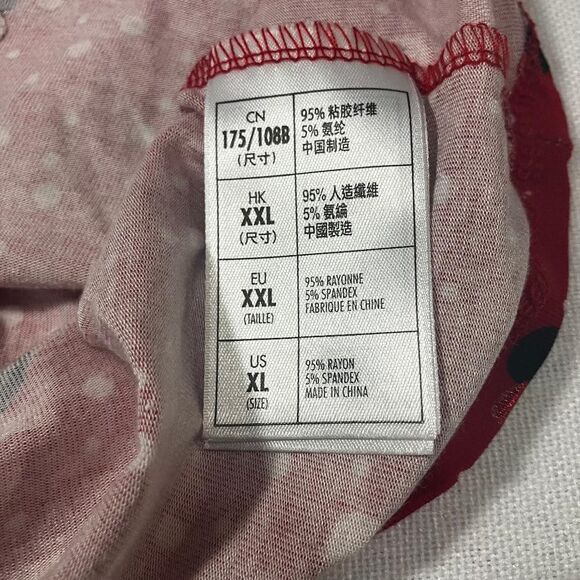 CN
175/108B
(尺寸)
95% 粘胶纤维
5% 氨纶
中国制造
HK
XXL
(尺寸)
95% 人造纖維
5% 氨綸
中國製造
EU
XXL
(TAILLE)
95% RAYONNE
5% SPANDEX
FABRIQUE EN CHINE
US
XL
(SIZE)
95% RAYON
5% SPANDEX
MADE IN CHINA